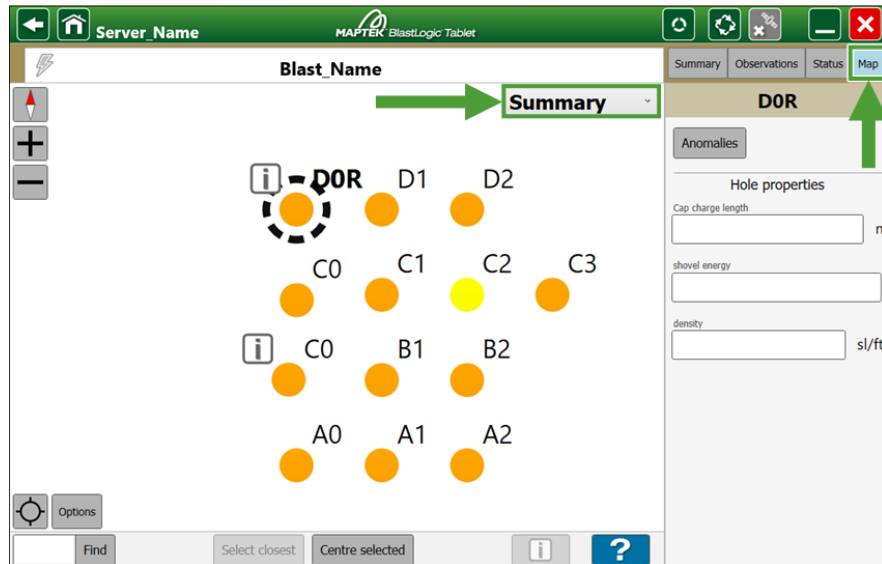 Server_Name
MAPTEK BlastLogic Tablet
Blast_Name
Summary Observations Status Map
Summary
D0R
Anomalies
Hole properties
Cap charge length
shovel energy
density
sl/ft
i D0R D1 D2
C0 C1 C2 C3
i C0 B1 B2
A0 A1 A2
Options
Find
Select closest
Centre selected
i
?